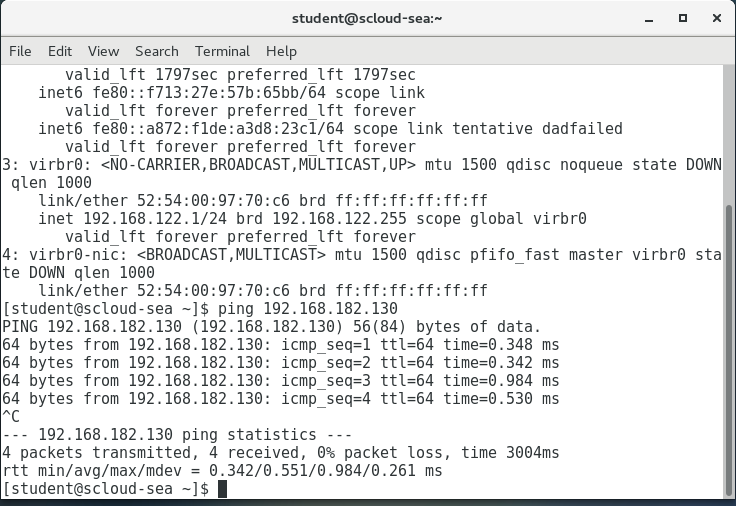 student@scloud-sea:~
File Edit View Search Terminal Help
valid_lft 1797sec preferred_lft 1797sec
inet6 fe80::f713:27e:57b:65bb/64 scope link
valid_lft forever preferred_lft forever
inet6 fe80::a872:f1de:a3d8:23c1/64 scope link tentative dadfailed
valid_lft forever preferred_lft forever
3: virbr0: <NO-CARRIER,BROADCAST,MULTICAST,UP> mtu 1500 qdisc noqueue state DOWN
qlen 1000
link/ether 52:54:00:97:70:c6 brd ff:ff:ff:ff:ff:ff
inet 192.168.122.1/24 brd 192.168.122.255 scope global virbr0
valid_lft forever preferred_lft forever
4: virbr0-nic: <BROADCAST,MULTICAST> mtu 1500 qdisc pfifo_fast master virbr0 sta
te DOWN qlen 1000
link/ether 52:54:00:97:70:c6 brd ff:ff:ff:ff:ff:ff
[student@scloud-sea ~]$ ping 192.168.182.130
PING 192.168.182.130 (192.168.182.130) 56(84) bytes of data.
64 bytes from 192.168.182.130: icmp_seq=1 ttl=64 time=0.348 ms
64 bytes from 192.168.182.130: icmp_seq=2 ttl=64 time=0.342 ms
64 bytes from 192.168.182.130: icmp_seq=3 ttl=64 time=0.984 ms
64 bytes from 192.168.182.130: icmp_seq=4 ttl=64 time=0.530 ms
^C
--- 192.168.182.130 ping statistics ---
4 packets transmitted, 4 received, 0% packet loss, time 3004ms
rtt min/avg/max/mdev = 0.342/0.551/0.984/0.261 ms
[student@scloud-sea ~]$